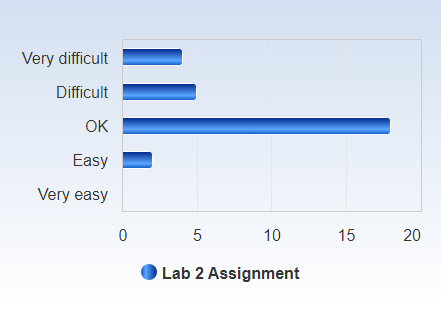 Very difficult
Difficult
OK
Easy
Very easy
0 5 10 15 20
Lab 2 Assignment